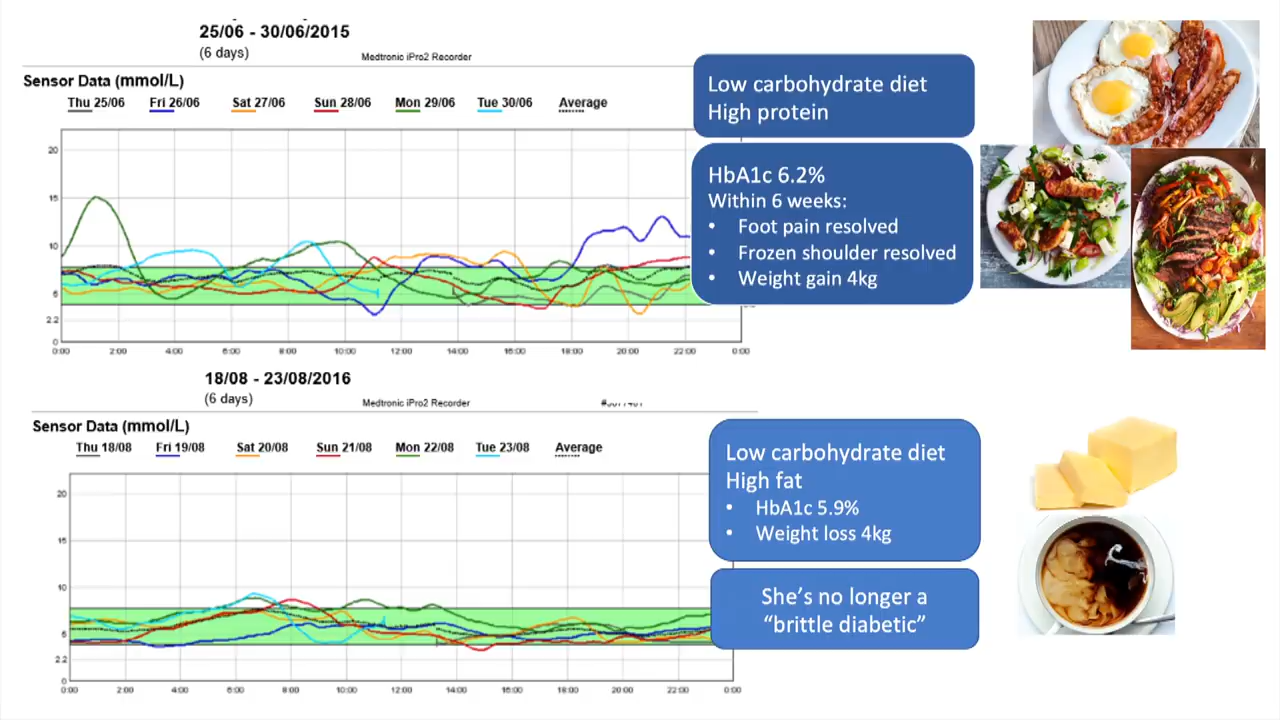 25/06 - 30/06/2015
(6 days)
Medtronic iPro2 Recorder
Sensor Data (mmol/L)
Thu 25/06 Fri 26/06 Sat 27/06 Sun 28/06 Mon 29/06 Tue 30/06 Average
20
15
10
5
2.2
0
0:00 2:00 4:00 6:00 8:00 10:00 12:00 14:00 16:00 18:00 20:00 22:00 0:00
Low carbohydrate diet
High protein
HbA1c 6.2%
Within 6 weeks:
• Foot pain resolved
• Frozen shoulder resolved
• Weight gain 4kg
18/08 - 23/08/2016
(6 days)
Medtronic iPro2 Recorder
Sensor Data (mmol/L)
Thu 18/08 Fri 19/08 Sat 20/08 Sun 21/08 Mon 22/08 Tue 23/08 Average
20
15
10
5
2.2
0
0:00 2:00 4:00 6:00 8:00 10:00 12:00 14:00 16:00 18:00 20:00 22:00 0:00
Low carbohydrate diet
High fat
• HbA1c 5.9%
• Weight loss 4kg
She's no longer a
"brittle diabetic"